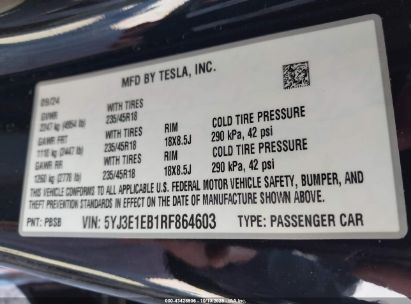 MFD BY TESLA, INC.
09/24
GVWR WITH TIRES RIM COLD TIRE PRESSURE
2247 kg (4954 lb) 235/45R18 18X8.5J 290 kPa, 42 psi
GAWR FRT WITH TIRES RIM COLD TIRE PRESSURE
1110 kg (2447 lb) 235/45R18 18X8.5J 290 kPa, 42 psi
GAWR RR
1260 kg (2778 lb)
THIS VEHICLE CONFORMS TO ALL APPLICABLE U.S. FEDERAL MOTOR VEHICLE SAFETY, BUMPER, AND
THEFT PREVENTION STANDARDS IN EFFECT ON THE DATE OF MANUFACTURE SHOWN ABOVE.
PNT: PBSB VIN: 5YJ3E1EB1RF864603 TYPE: PASSENGER CAR